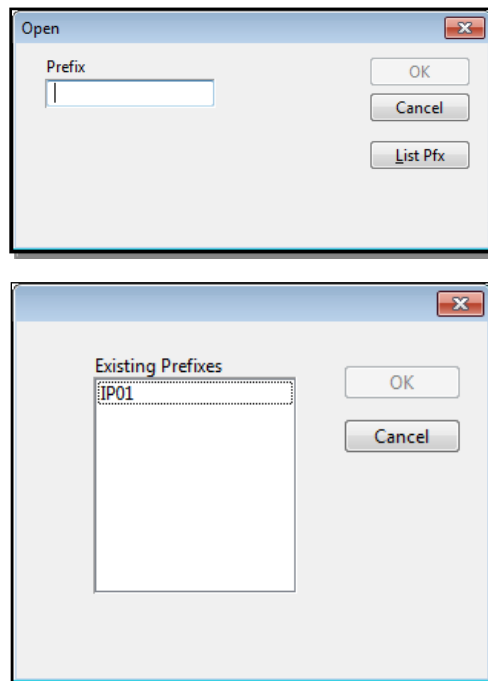 Open
Prefix
OK
Cancel
List Pfx
Existing Prefixes
IP01
OK
Cancel